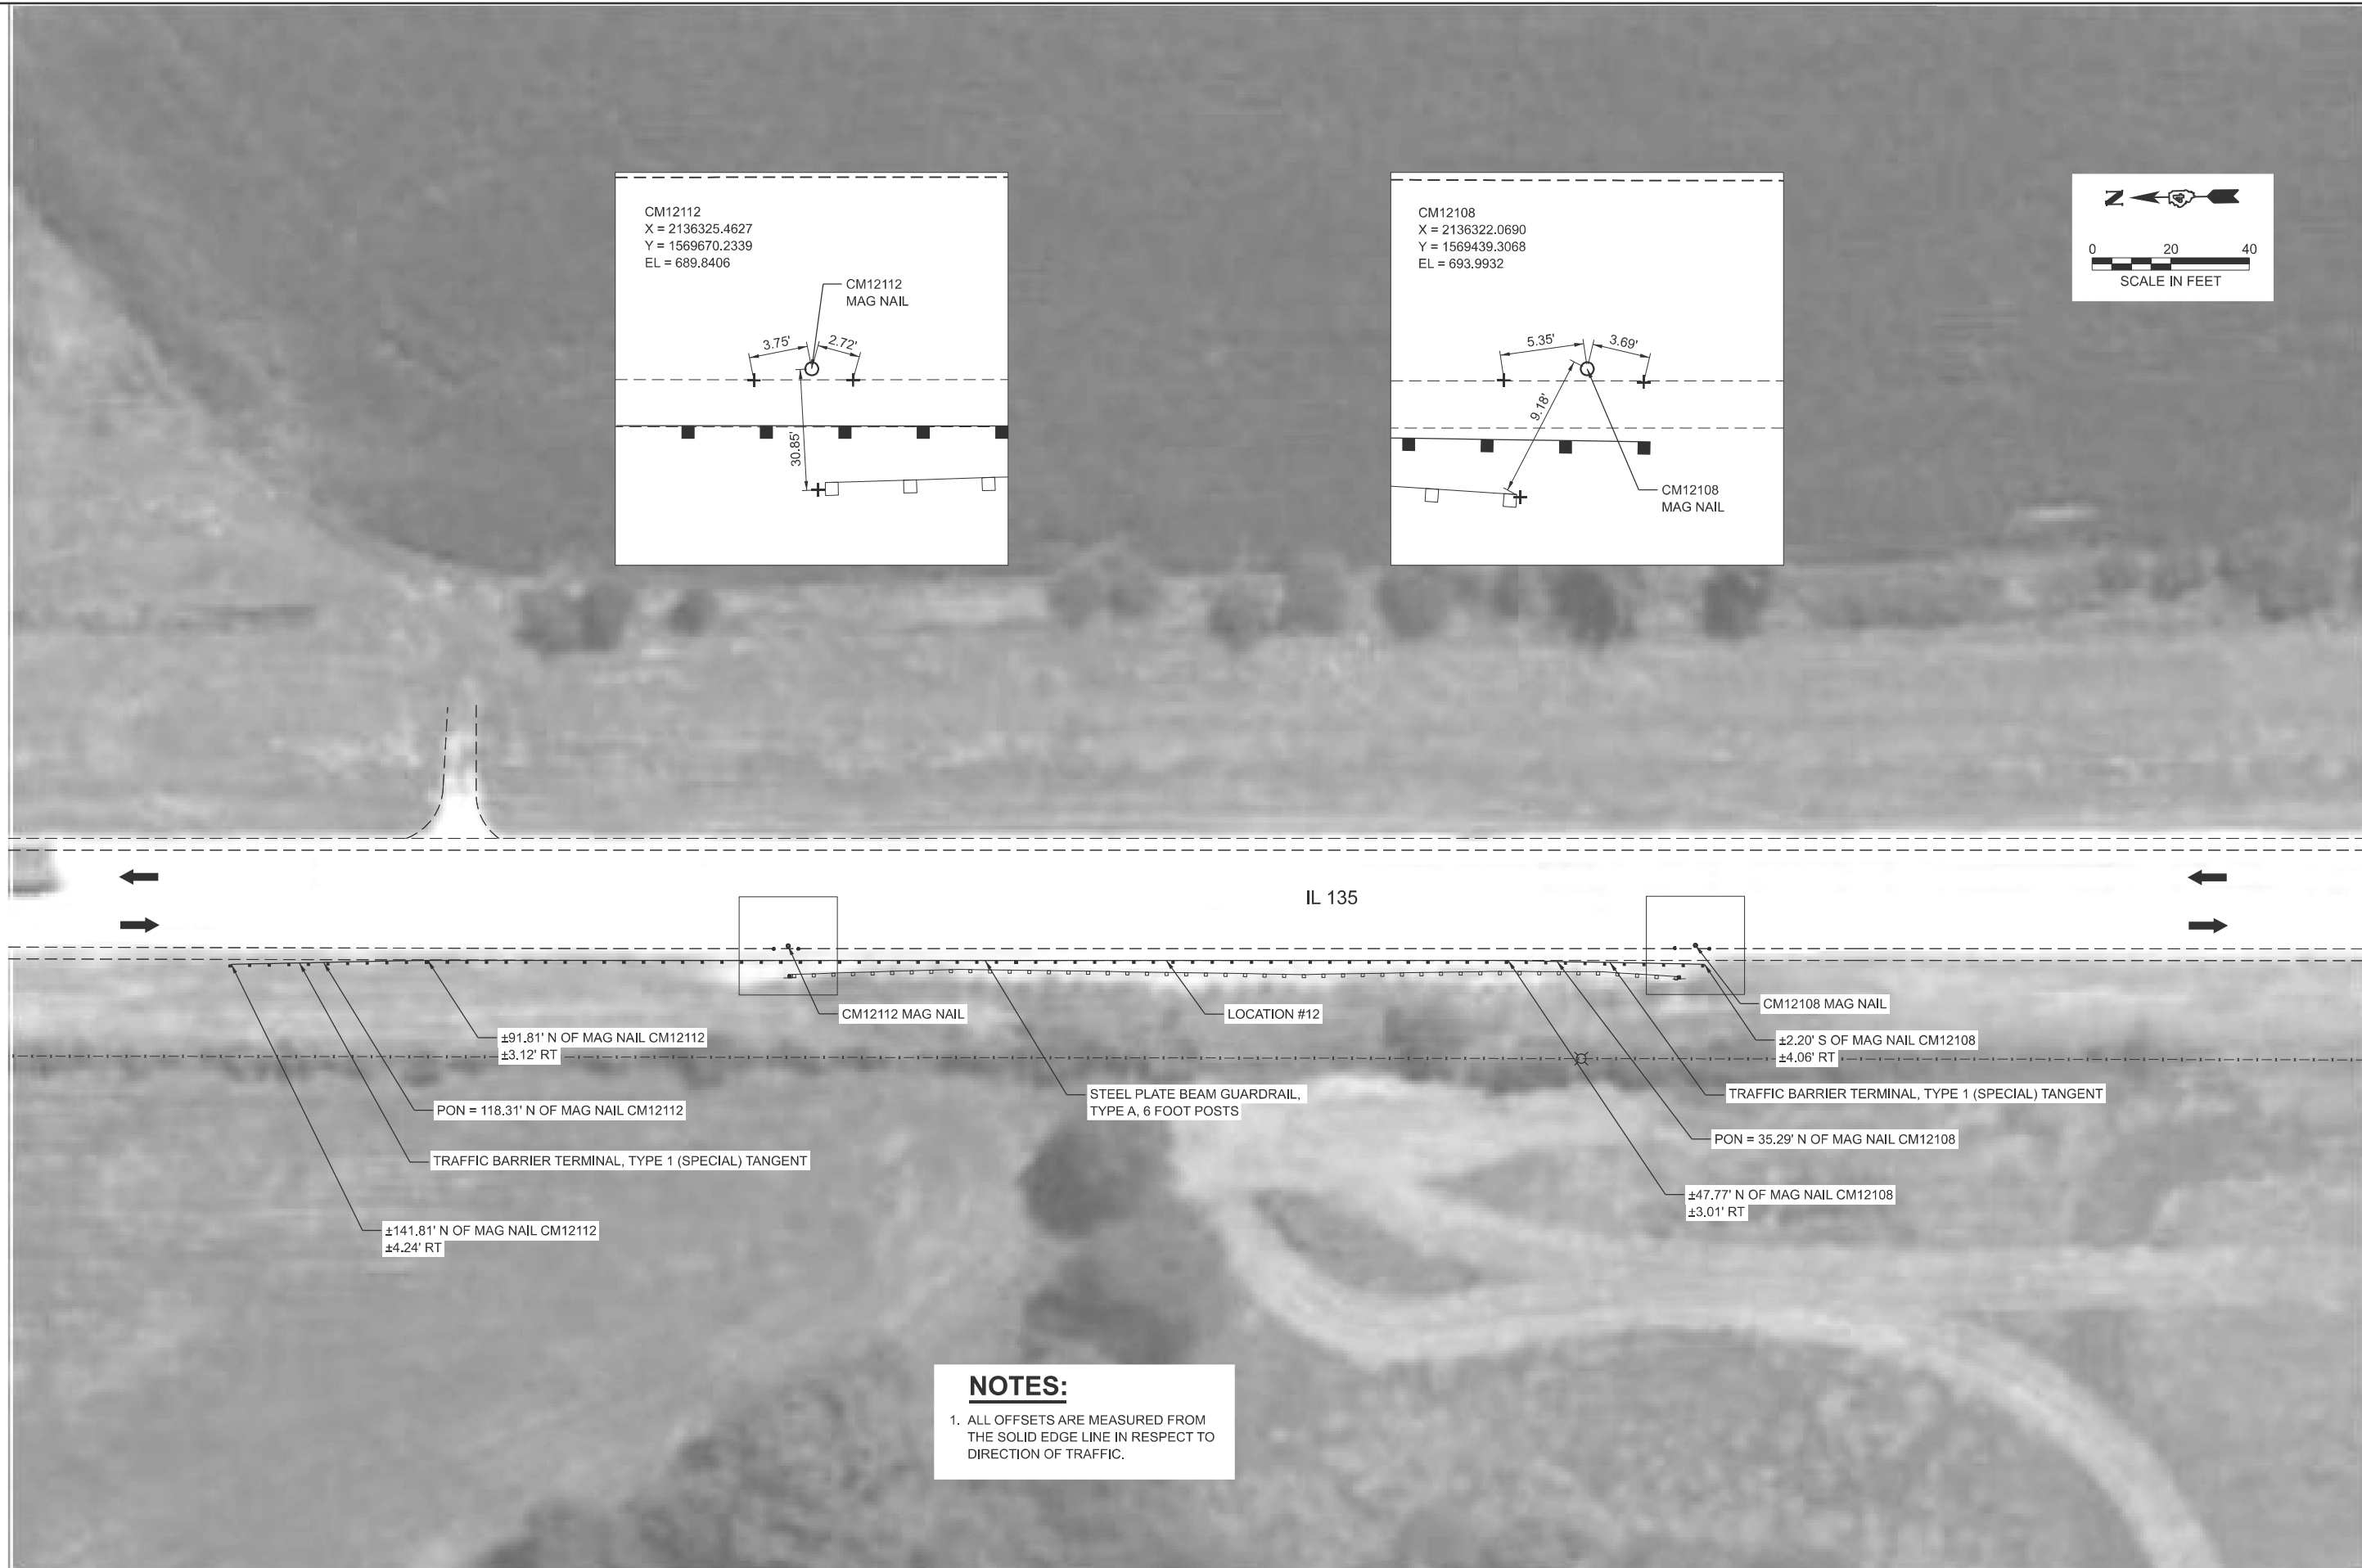 CM12112
X = 2136325.4627
Y = 1569670.2339
EL = 689.8406
CM12112
MAG NAIL
3.75'
2.72'
30.85'
CM12108
X = 2136322.0690
Y = 1569439.3068
EL = 693.9932
5.35'
3.69'
9.18'
CM12108
MAG NAIL
N
0 20 40
SCALE IN FEET
IL 135
CM12112 MAG NAIL
LOCATION #12
CM12108 MAG NAIL
±91.81' N OF MAG NAIL CM12112
±3.12' RT
±2.20' S OF MAG NAIL CM12108
±4.06' RT
STEEL PLATE BEAM GUARDRAIL,
TYPE A, 6 FOOT POSTS
TRAFFIC BARRIER TERMINAL, TYPE 1 (SPECIAL) TANGENT
PON = 118.31' N OF MAG NAIL CM12112
PON = 35.29' N OF MAG NAIL CM12108
TRAFFIC BARRIER TERMINAL, TYPE 1 (SPECIAL) TANGENT
±47.77' N OF MAG NAIL CM12108
±3.01' RT
±141.81' N OF MAG NAIL CM12112
±4.24' RT
NOTES:
1. ALL OFFSETS ARE MEASURED FROM
THE SOLID EDGE LINE IN RESPECT TO
DIRECTION OF TRAFFIC.